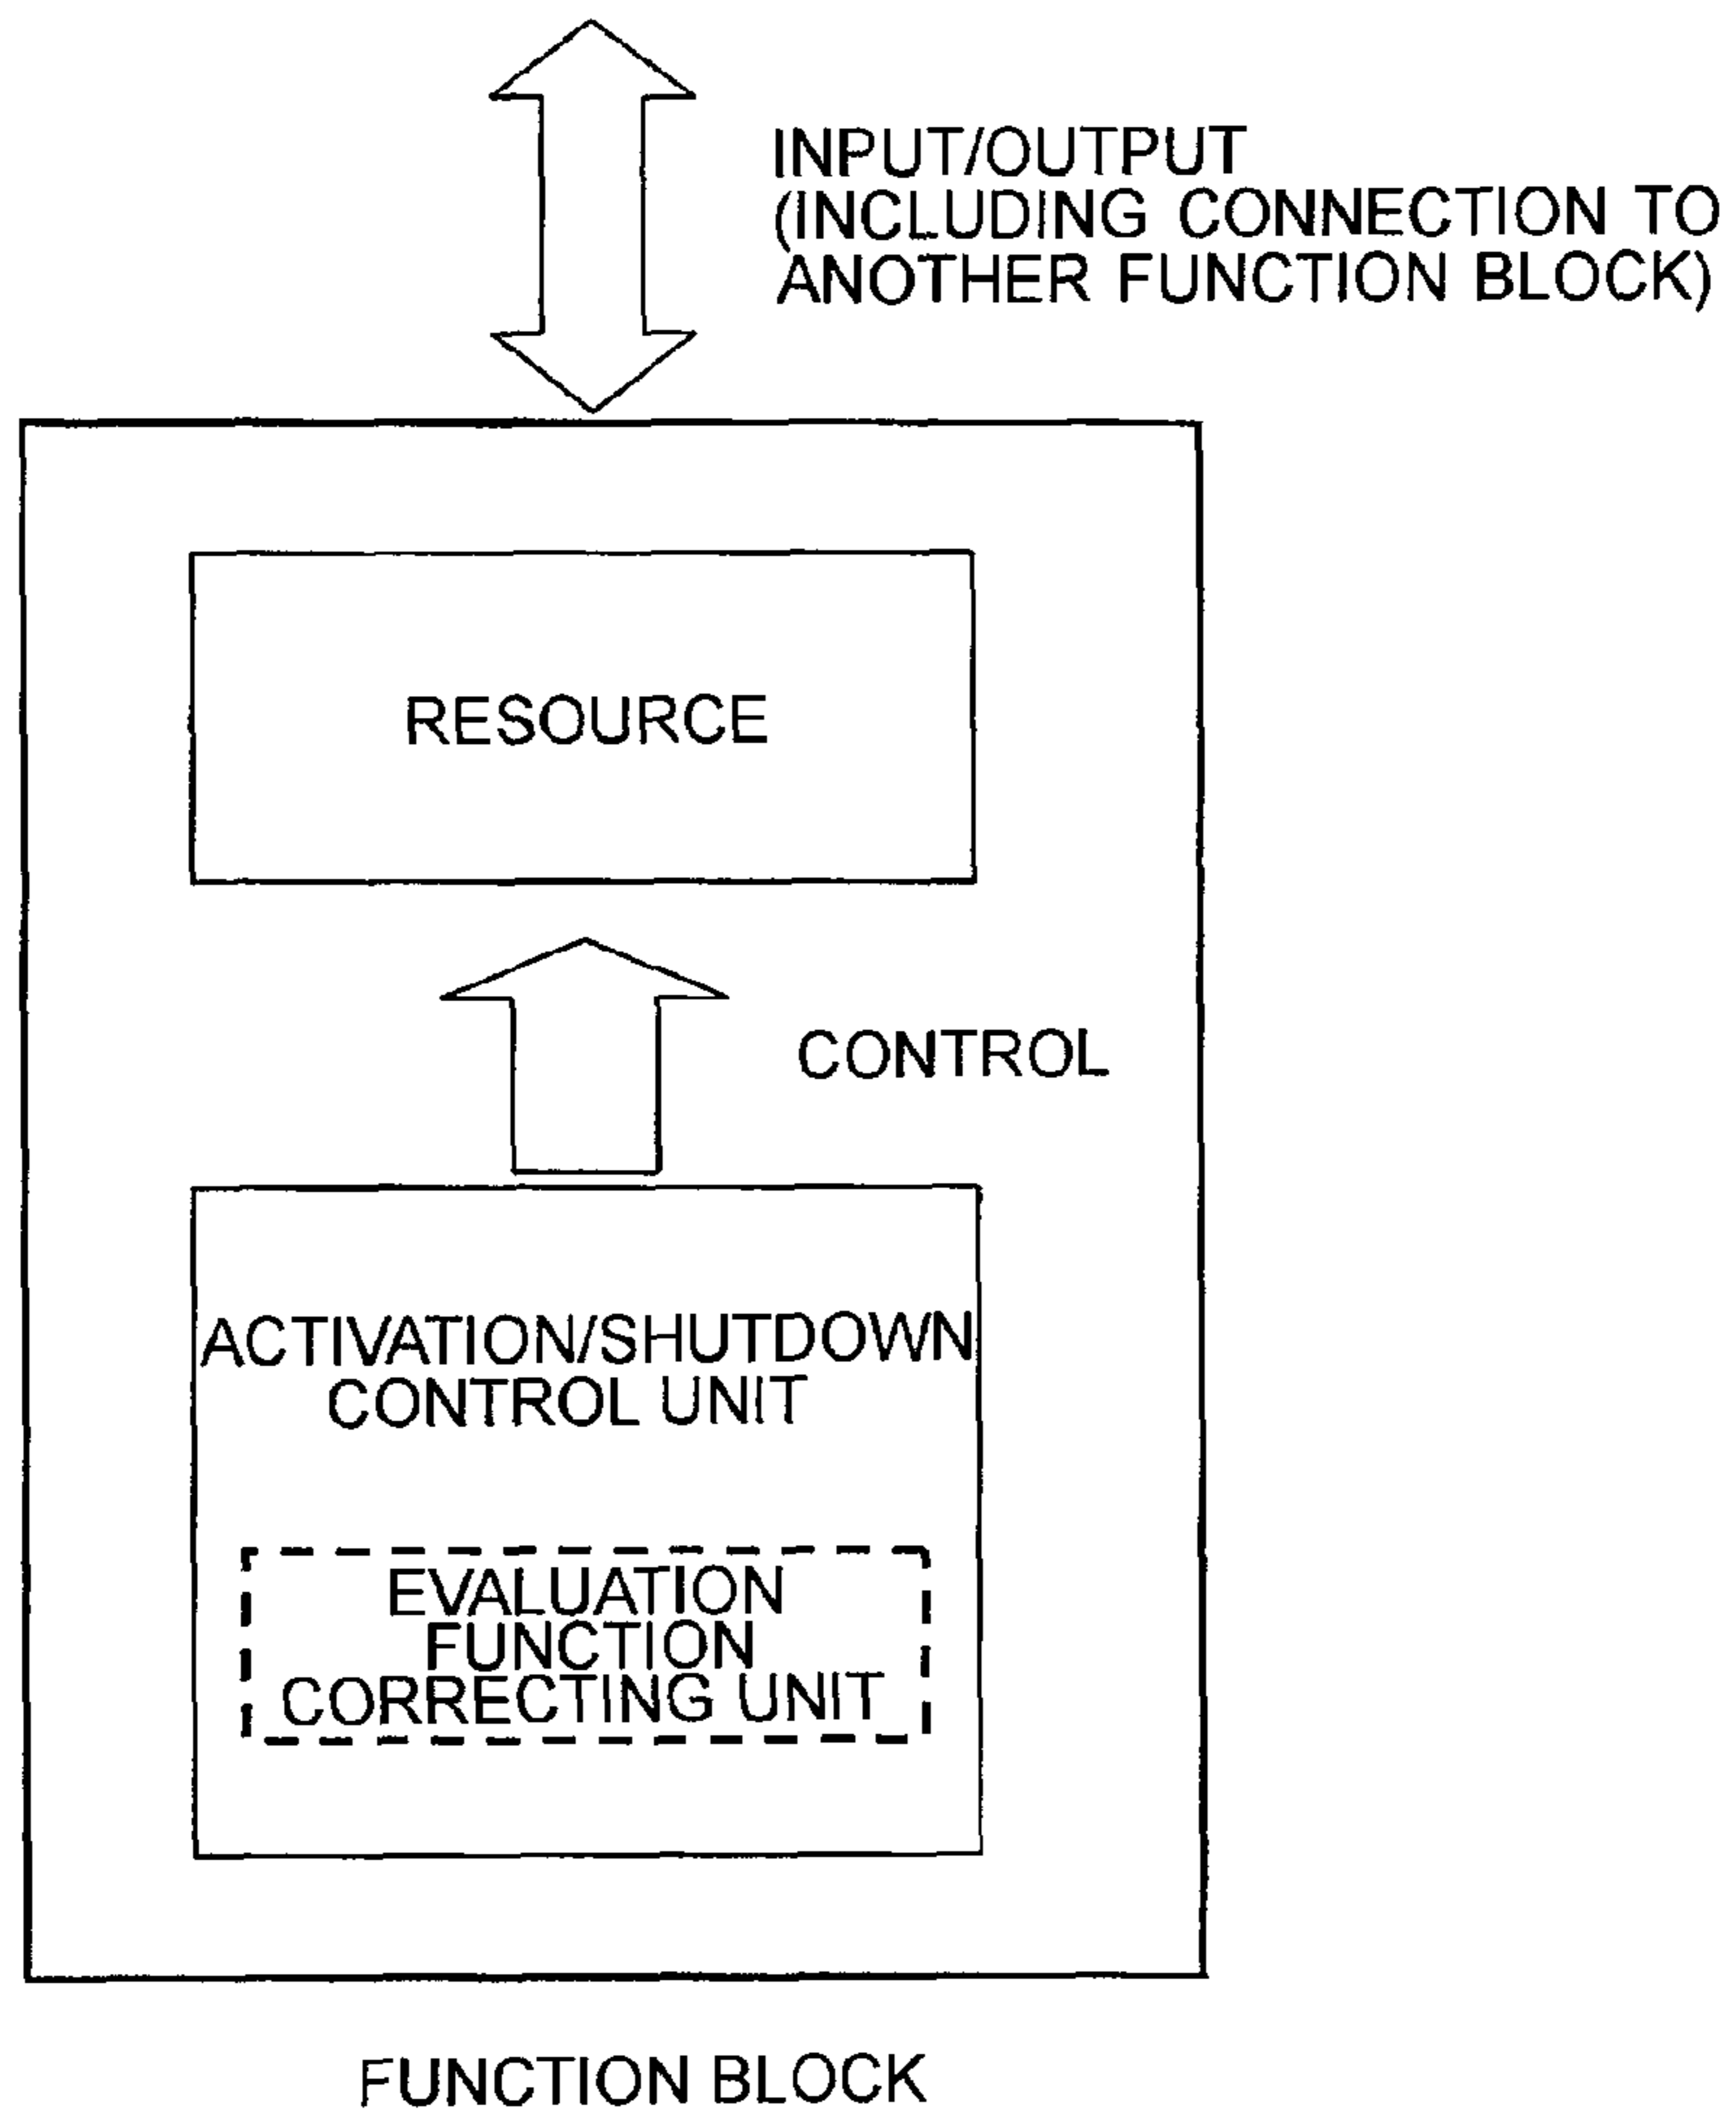 INPUT/OUTPUT
(INCLUDING CONNECTION TO
ANOTHER FUNCTION BLOCK)
RESOURCE
CONTROL
ACTIVATION/SHUTDOWN
CONTROL UNIT
EVALUATION
FUNCTION
CORRECTING UNIT
FUNCTION BLOCK